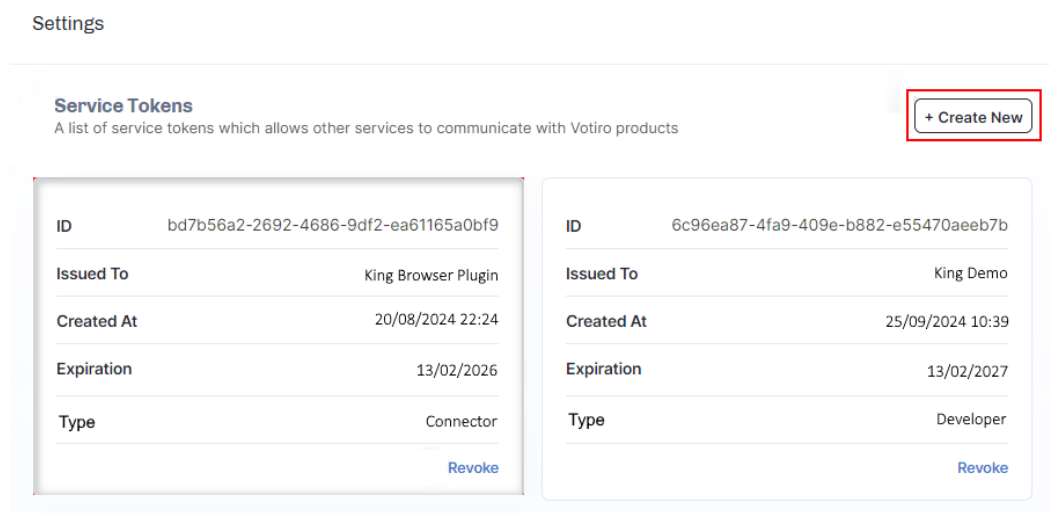 Settings
Service Tokens
A list of service tokens which allows other services to communicate with Votiro products
+ Create New
ID bd7b56a2-2692-4686-9df2-ea61165a0bf9
Issued To King Browser Plugin
Created At 20/08/2024 22:24
Expiration 13/02/2026
Type Connector
Revoke
ID 6c96ea87-4fa9-409e-b882-e55470aeeb7b
Issued To King Demo
Created At 25/09/2024 10:39
Expiration 13/02/2027
Type Developer
Revoke